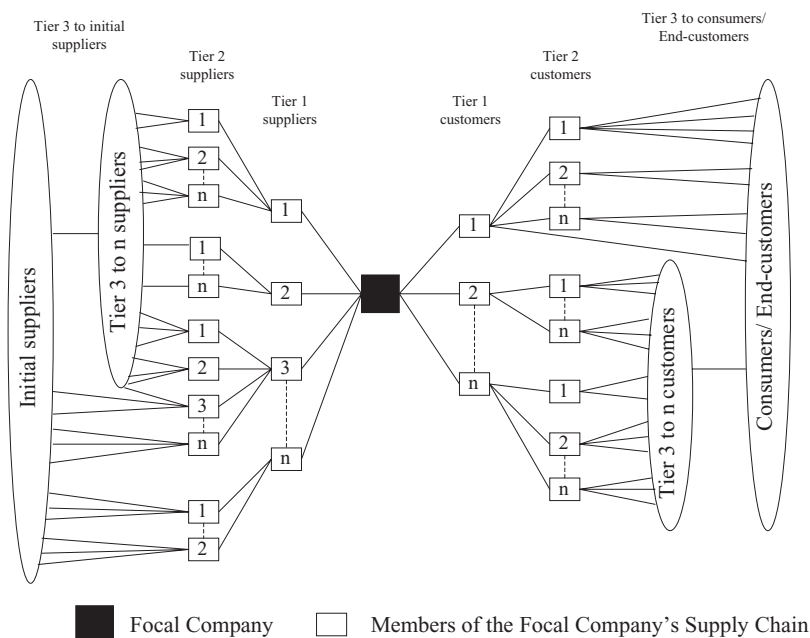 Tier 3 to initial
suppliers
Tier 2
suppliers
Tier 1
suppliers
Tier 1
customers
Tier 2
customers
Tier 3 to consumers/
End-customers
Initial suppliers
Tier 3 to n suppliers
1
2
n
1
n
1
2
3
n
1
2
1
2
3
n
1
2
n
1
2
n
1
n
1
2
n
Tier 3 to n customers
Consumers/ End-customers
Focal Company
Members of the Focal Company's Supply Chain